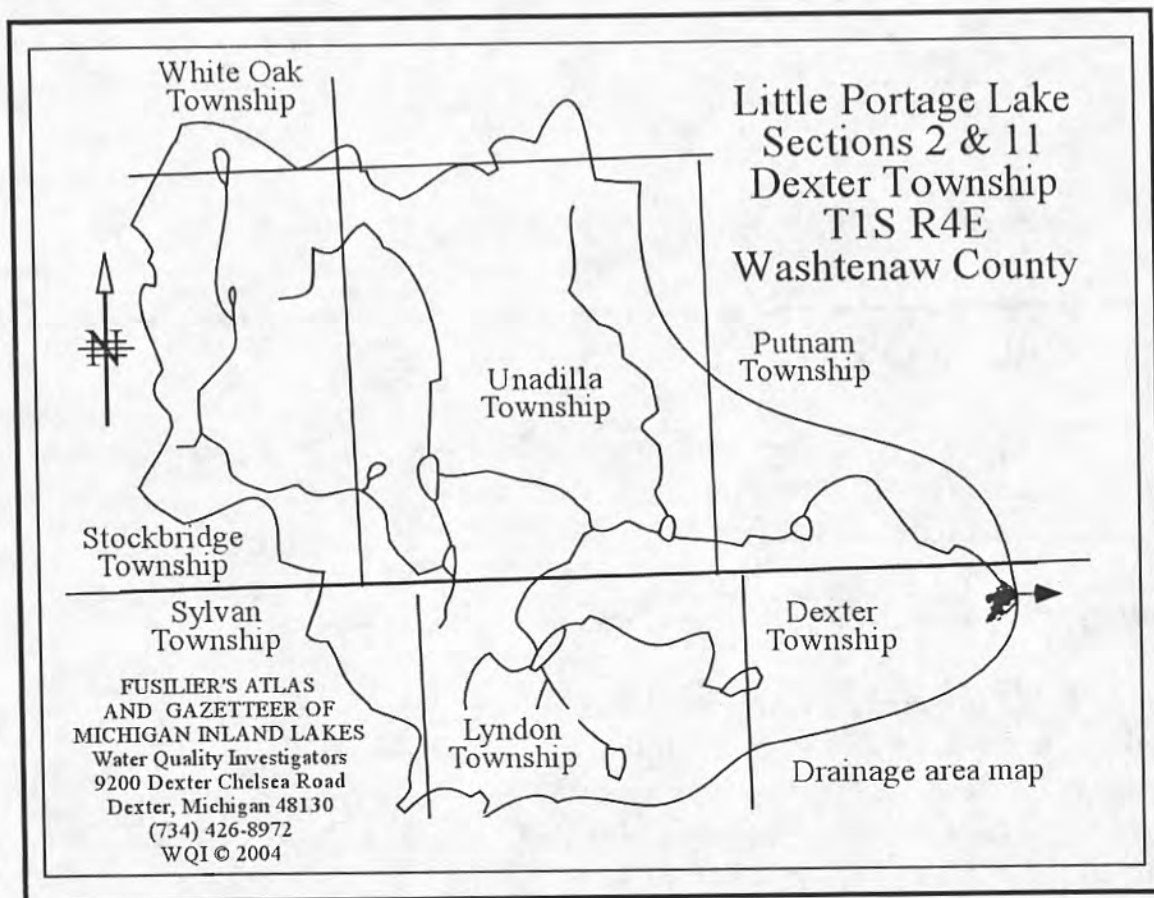 White Oak
Township
Little Portage Lake
Sections 2 & 11
Dexter Township
T1S R4E
Washtenaw County
N
Putnam
Township
Unadilla
Township
Stockbridge
Township
Sylvan
Township
Dexter
Township
FUSILIER'S ATLAS
AND GAZETTEER OF
MICHIGAN INLAND LAKES
Water Quality Investigators
9200 Dexter Chelsea Road
Dexter, Michigan 48130
(734) 426-8972
WQI © 2004
Lyndon
Township
Drainage area map